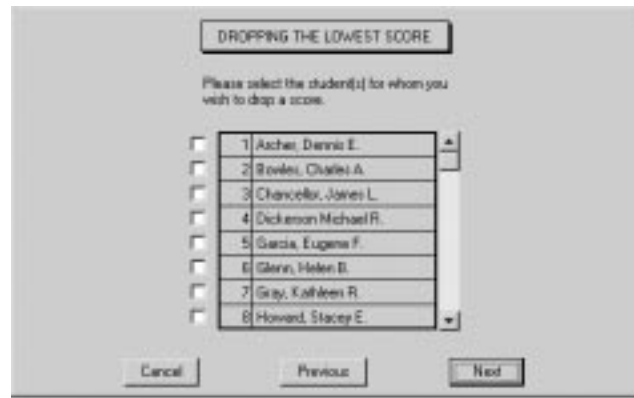 DROPPING THE LOWEST SCORE
Please select the student(s) for whom you
wish to drop a score.
1 Archer, Dennis E.
2 Bowles, Charles A.
3 Chancellor, James L.
4 Dickerson Michael R.
5 Garcia, Eugene F.
6 Glenn, Helen B.
7 Gray, Kathleen R.
8 Howard, Stacey E.
Cancel Previous Next